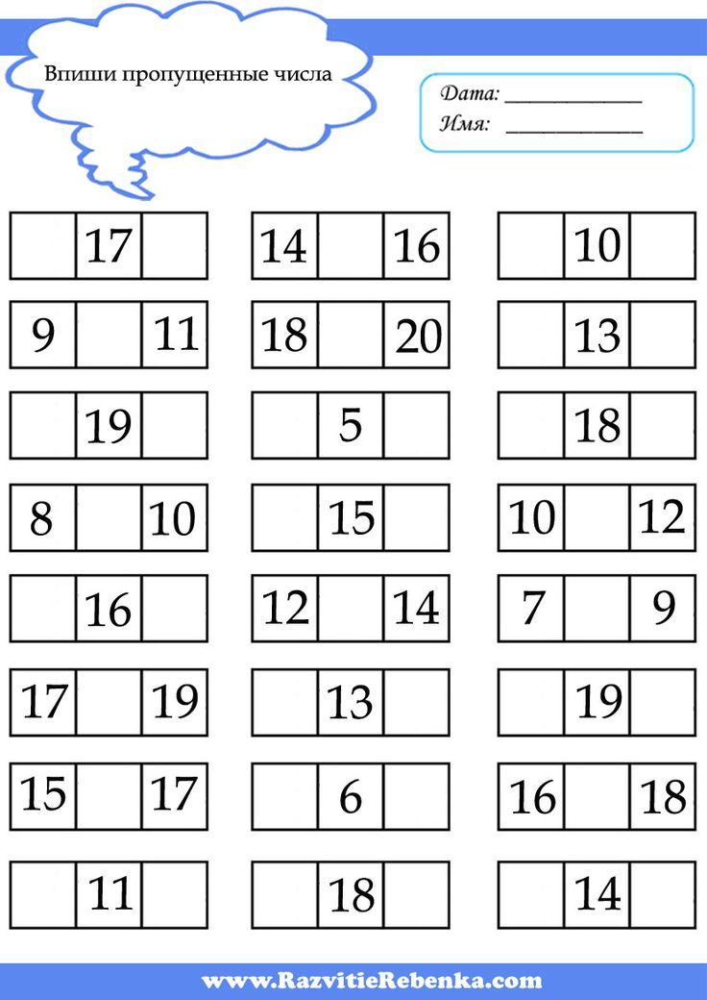 Впиши пропущенные числа
Дата: ____________
Имя: ____________
17 14 16 10
9 11 18 20 13
19 5 18
8 10 15 10 12
16 12 14 7 9
17 19 13 19
15 17 6 16 18
11 18 14
www.RazvitieRebenka.com